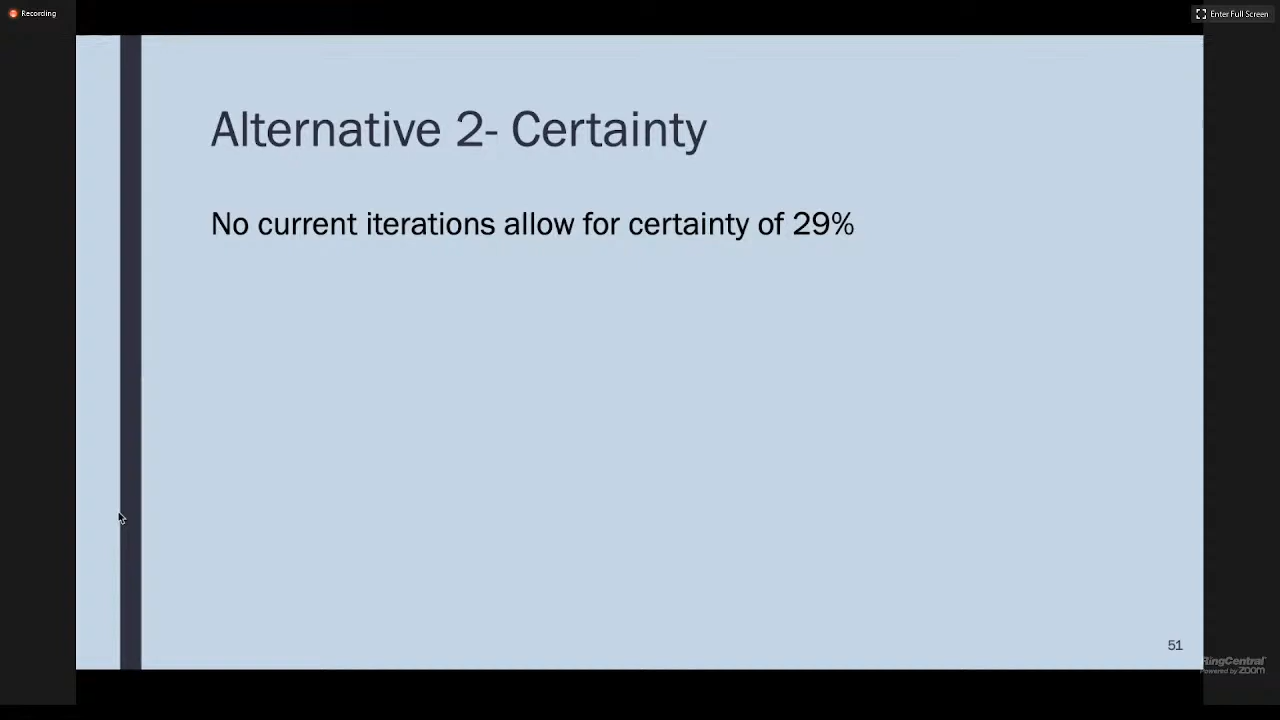 Recording
Enter Full Screen
Alternative 2- Certainty
No current iterations allow for certainty of 29%
51
RingCentral
Powered by zoom